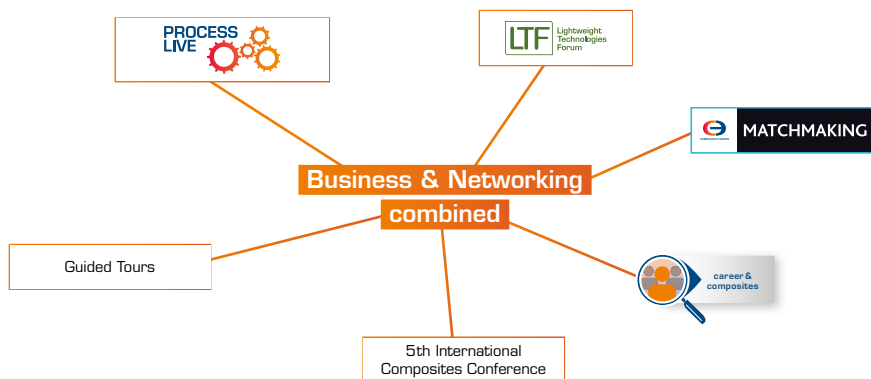 PROCESS
LIVE
LTF
Lightweight
Technologies
Forum
MATCHMAKING
Business & Networking
combined
Guided Tours
career &
composites
5th International
Composites Conference